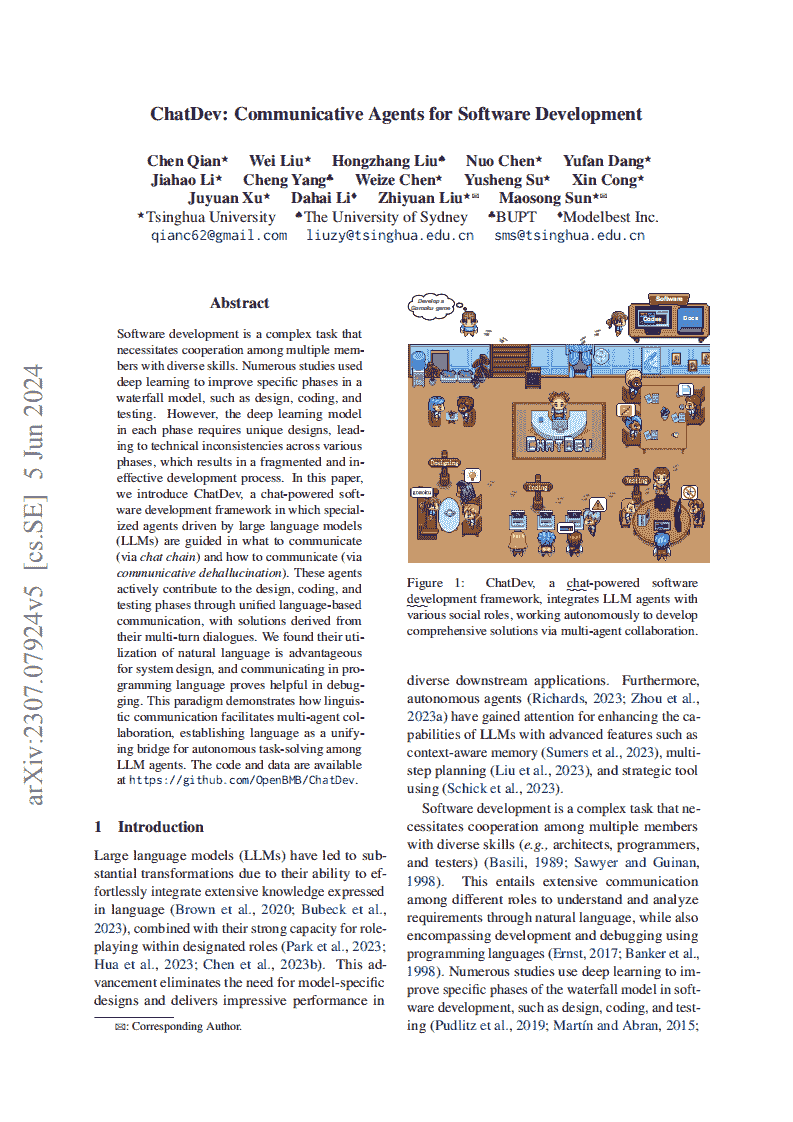 ChatDev: Communicative Agents for Software Development
Chen Qian★ Wei Liu★ Hongzhang Liu♠ Nuo Chen★ Yufan Dang★
Jiahao Li★ Cheng Yang♣ Weize Chen★ Yusheng Su★ Xin Cong★
Juyuan Xu★ Dahai Li♦ Zhiyuan Liu★✉ Maosong Sun★✉
★Tsinghua University ♠The University of Sydney ♣BUPT ♦Modelbest Inc.
qianc62@gmail.com liuzy@tsinghua.edu.cn sms@tsinghua.edu.cn
arXiv:2307.07924v5 [cs.SE] 5 Jun 2024
Abstract
Software development is a complex task that
necessitates cooperation among multiple mem-
bers with diverse skills. Numerous studies used
deep learning to improve specific phases in a
waterfall model, such as design, coding, and
testing. However, the deep learning model
in each phase requires unique designs, lead-
ing to technical inconsistencies across various
phases, which results in a fragmented and in-
effective development process. In this paper,
we introduce ChatDev, a chat-powered soft-
ware development framework in which special-
ized agents driven by large language models
(LLMs) are guided in what to communicate
(via chat chain) and how to communicate (via
communicative dehallucination). These agents
actively contribute to the design, coding, and
testing phases through unified language-based
communication, with solutions derived from
their multi-turn dialogues. We found their uti-
lization of natural language is advantageous
for system design, and communicating in pro-
gramming language proves helpful in debug-
ging. This paradigm demonstrates how linguis-
tic communication facilitates multi-agent col-
laboration, establishing language as a unify-
ing bridge for autonomous task-solving among
LLM agents. The code and data are available
at https://github.com/OpenBMB/ChatDev.
1 Introduction
Large language models (LLMs) have led to sub-
stantial transformations due to their ability to ef-
fortlessly integrate extensive knowledge expressed
in language (Brown et al., 2020; Bubeck et al.,
2023), combined with their strong capacity for role-
playing within designated roles (Park et al., 2023;
Hua et al., 2023; Chen et al., 2023b). This ad-
vancement eliminates the need for model-specific
designs and delivers impressive performance in
✉: Corresponding Author.
Develop a
Gomoku game
Software
Codes
Docs
CHATDEV
Designing
Coding
Testing
gomoku
Figure 1: ChatDev, a chat-powered software
development framework, integrates LLM agents with
various social roles, working autonomously to develop
comprehensive solutions via multi-agent collaboration.
diverse downstream applications. Furthermore,
autonomous agents (Richards, 2023; Zhou et al.,
2023a) have gained attention for enhancing the ca-
pabilities of LLMs with advanced features such as
context-aware memory (Sumers et al., 2023), multi-
step planning (Liu et al., 2023), and strategic tool
using (Schick et al., 2023).
Software development is a complex task that ne-
cessitates cooperation among multiple members
with diverse skills (e.g., architects, programmers,
and testers) (Basili, 1989; Sawyer and Guinan,
1998). This entails extensive communication
among different roles to understand and analyze
requirements through natural language, while also
encompassing development and debugging using
programming languages (Ernst, 2017; Banker et al.,
1998). Numerous studies use deep learning to im-
prove specific phases of the waterfall model in soft-
ware development, such as design, coding, and test-
ing (Pudlitz et al., 2019; Martín and Abran, 2015;